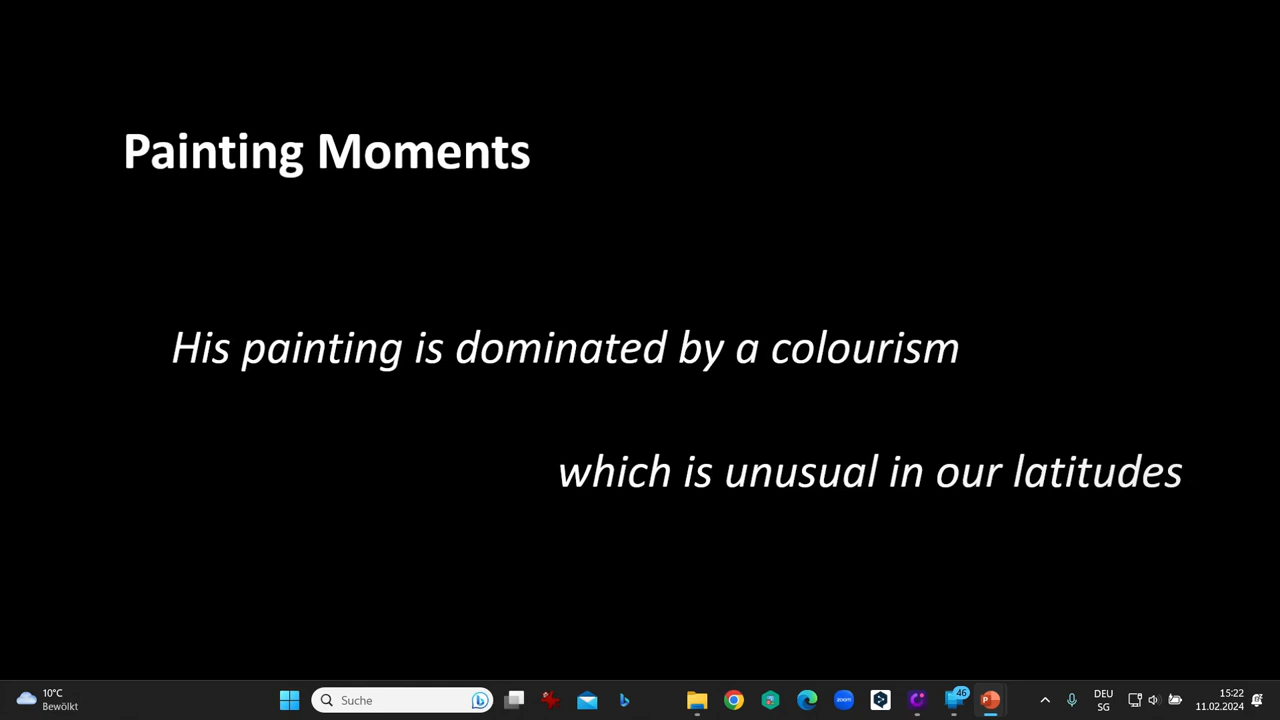 Painting Moments
His painting is dominated by a colourism
which is unusual in our latitudes
10°C
Bewölkt
Suche
zoom
46
P
DEU
SG
15:22
11.02.2024